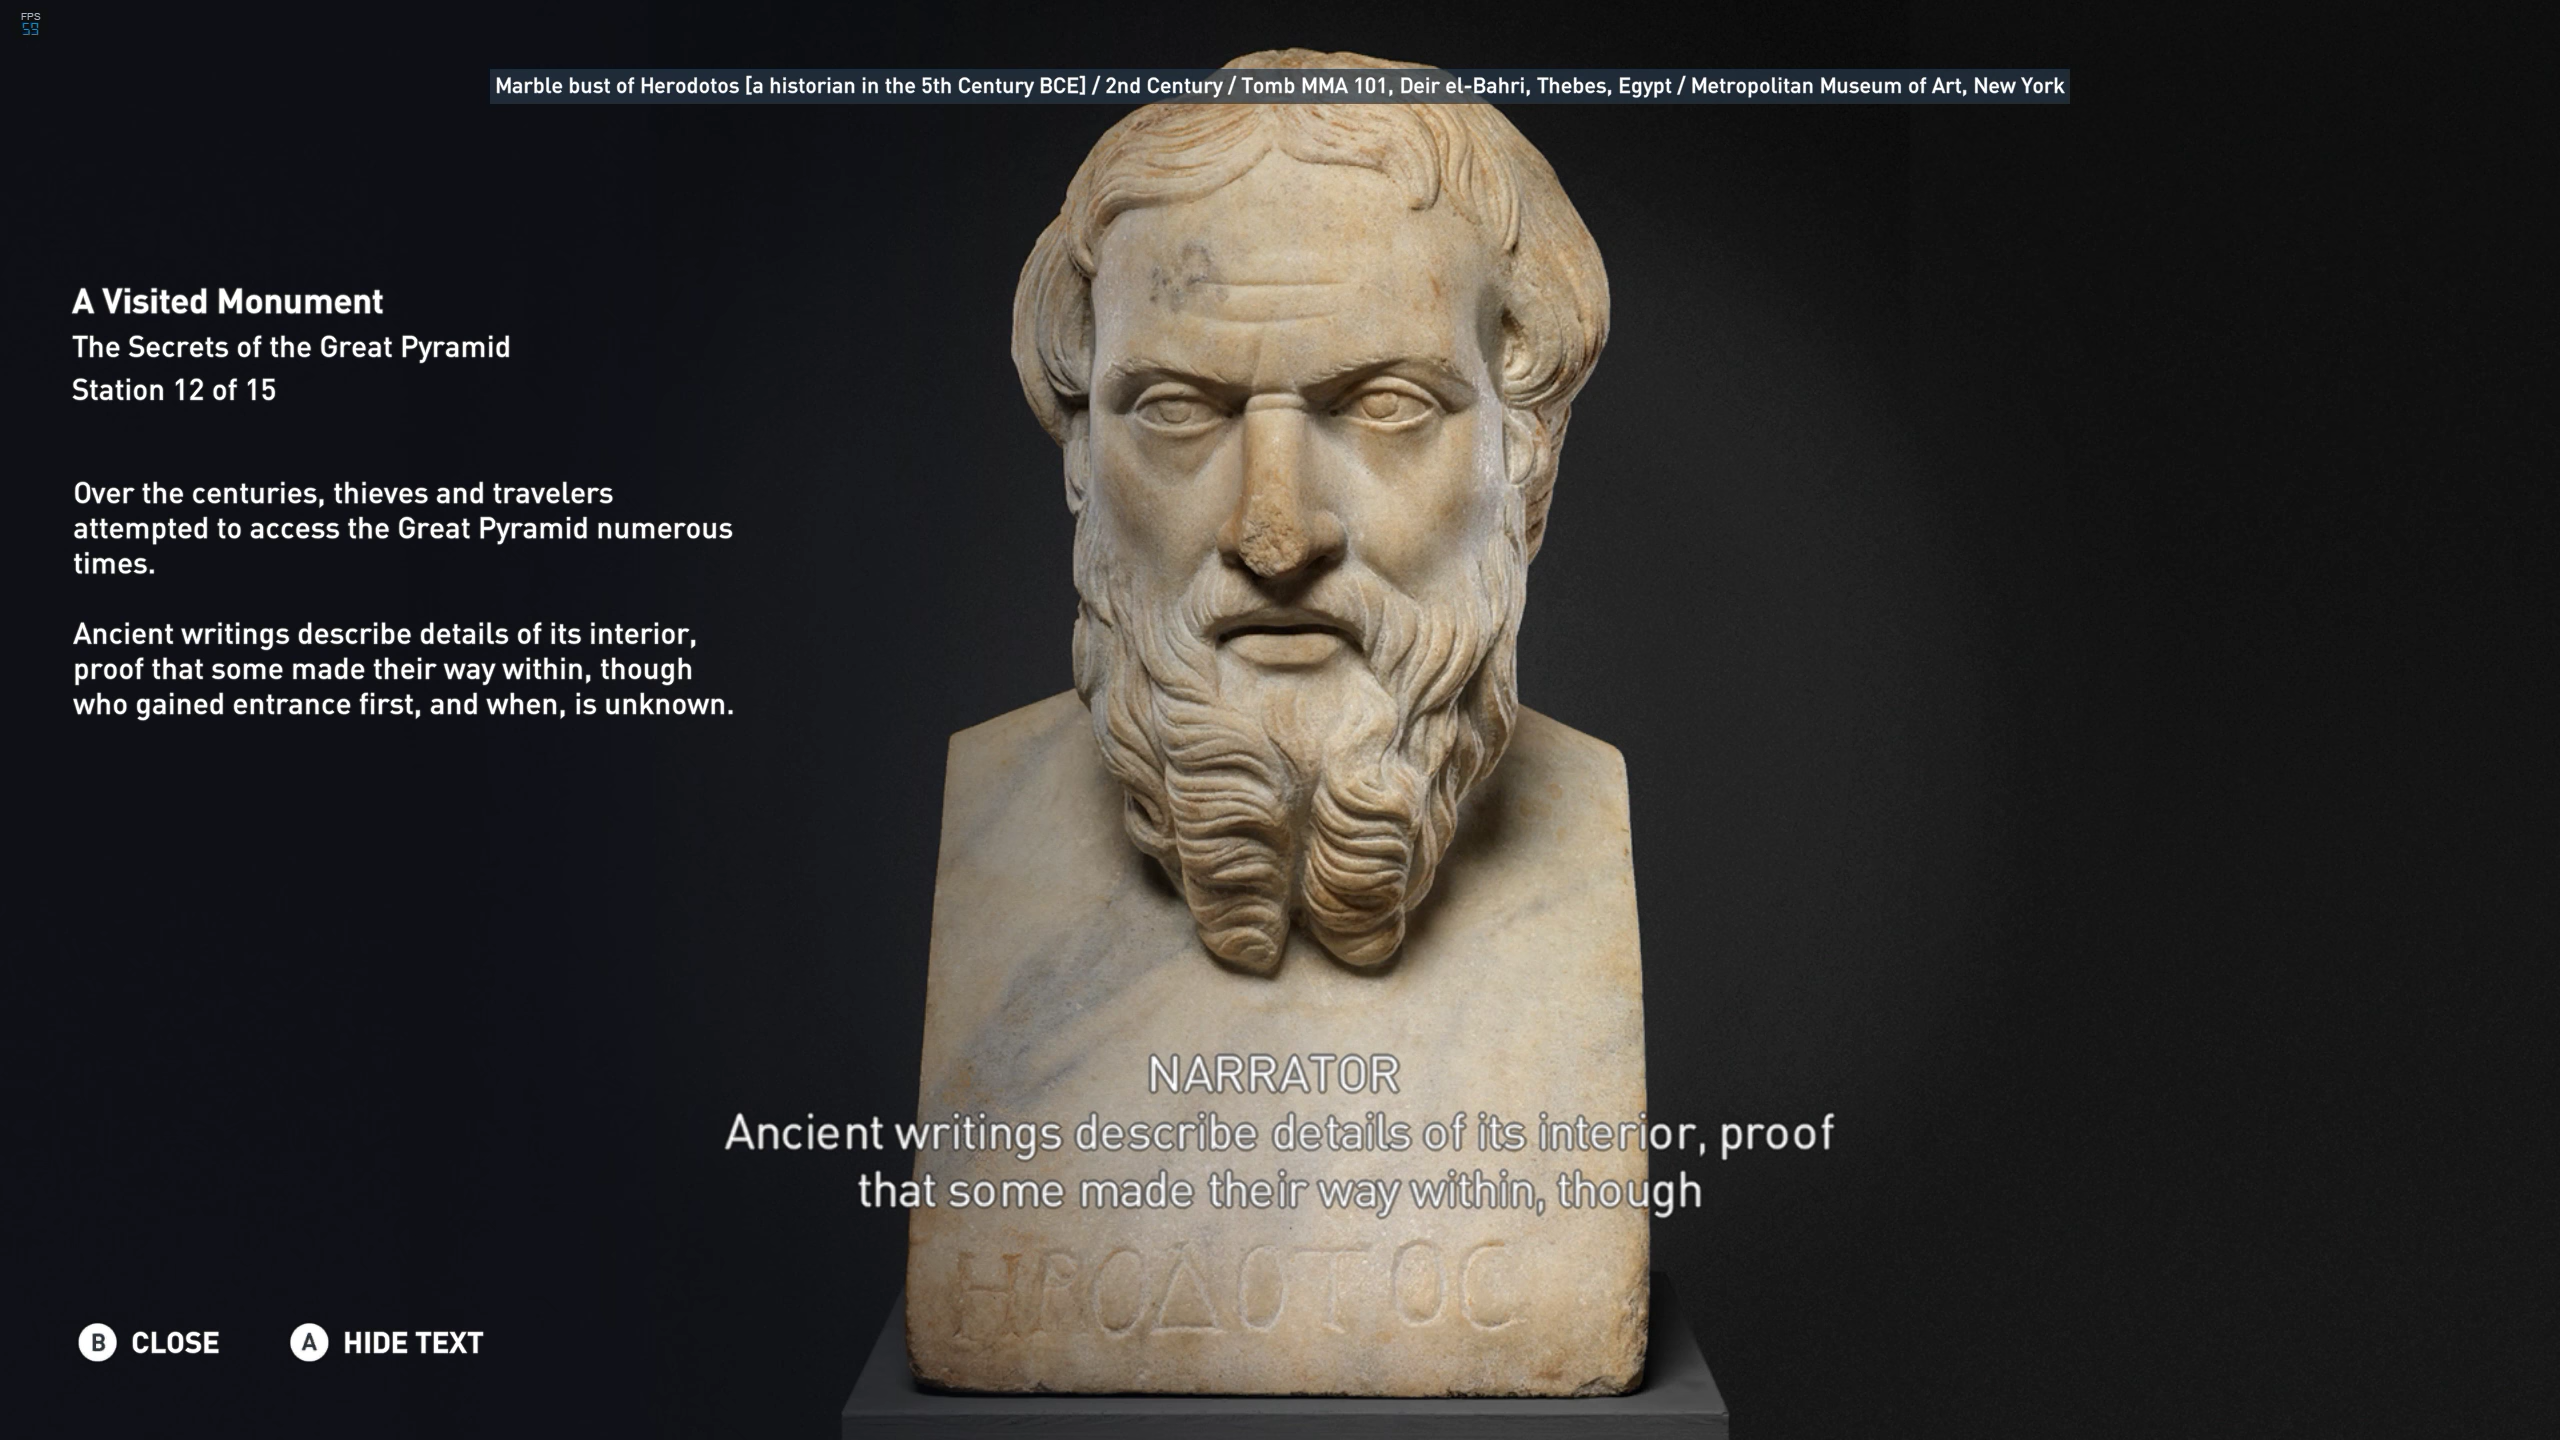 FPS
59
Marble bust of Herodotos [a historian in the 5th Century BCE] / 2nd Century / Tomb MMA 101, Deir el-Bahri, Thebes, Egypt / Metropolitan Museum of Art, New York
A Visited Monument
The Secrets of the Great Pyramid
Station 12 of 15
Over the centuries, thieves and travelers
attempted to access the Great Pyramid numerous
times.
Ancient writings describe details of its interior,
proof that some made their way within, though
who gained entrance first, and when, is unknown.
NARRATOR
Ancient writings describe details of its interior, proof
that some made their way within, though
ΗΡΟΔΟΤΟC
B CLOSE A HIDE TEXT